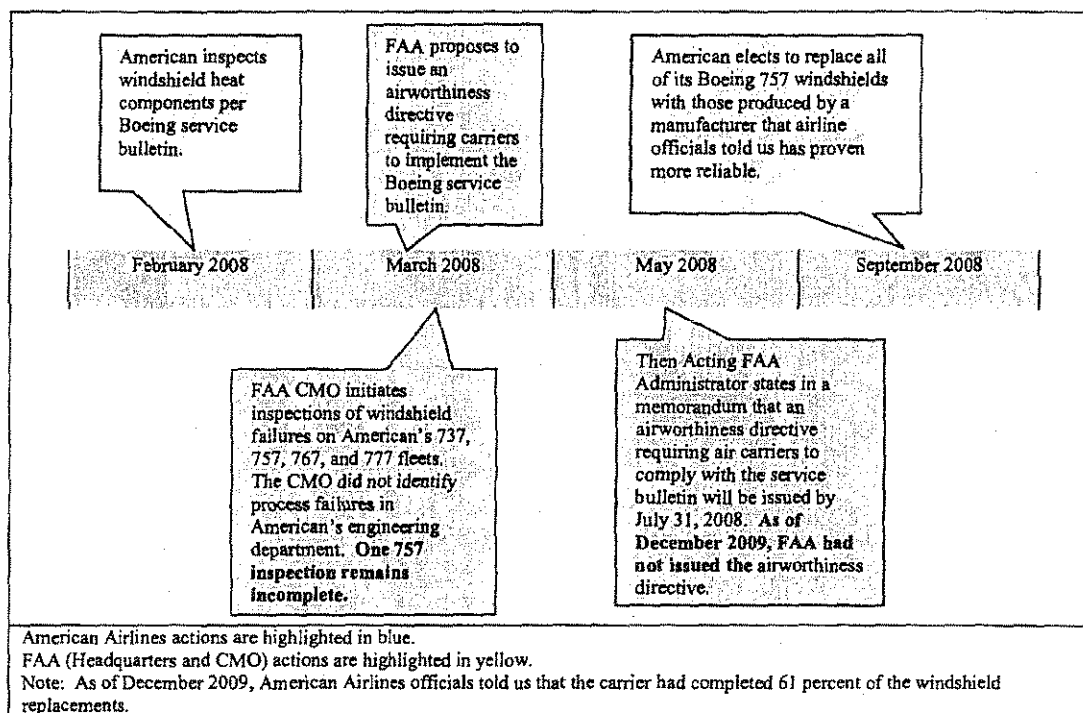 American inspects
windshield heat
components per
Boeing service
bulletin.
FAA proposes to
issue an
airworthiness
directive
requiring carriers
to implement the
Boeing service
bulletin.
American elects to replace all
of its Boeing 757 windshields
with those produced by a
manufacturer that airline
officials told us has proven
more reliable.
February 2008
March 2008
May 2008
September 2008
FAA CMO initiates
inspections of windshield
failures on American's 737,
757, 767, and 777 fleets.
The CMO did not identify
process failures in
American's engineering
department. One 757
inspection remains
incomplete.
Then Acting FAA
Administrator states in a
memorandum that an
airworthiness directive
requiring air carriers to
comply with the service
bulletin will be issued by
July 31, 2008. As of
December 2009, FAA had
not issued the airworthiness
directive.
American Airlines actions are highlighted in blue.
FAA (Headquarters and CMO) actions are highlighted in yellow.
Note: As of December 2009, American Airlines officials told us that the carrier had completed 61 percent of the windshield
replacements.